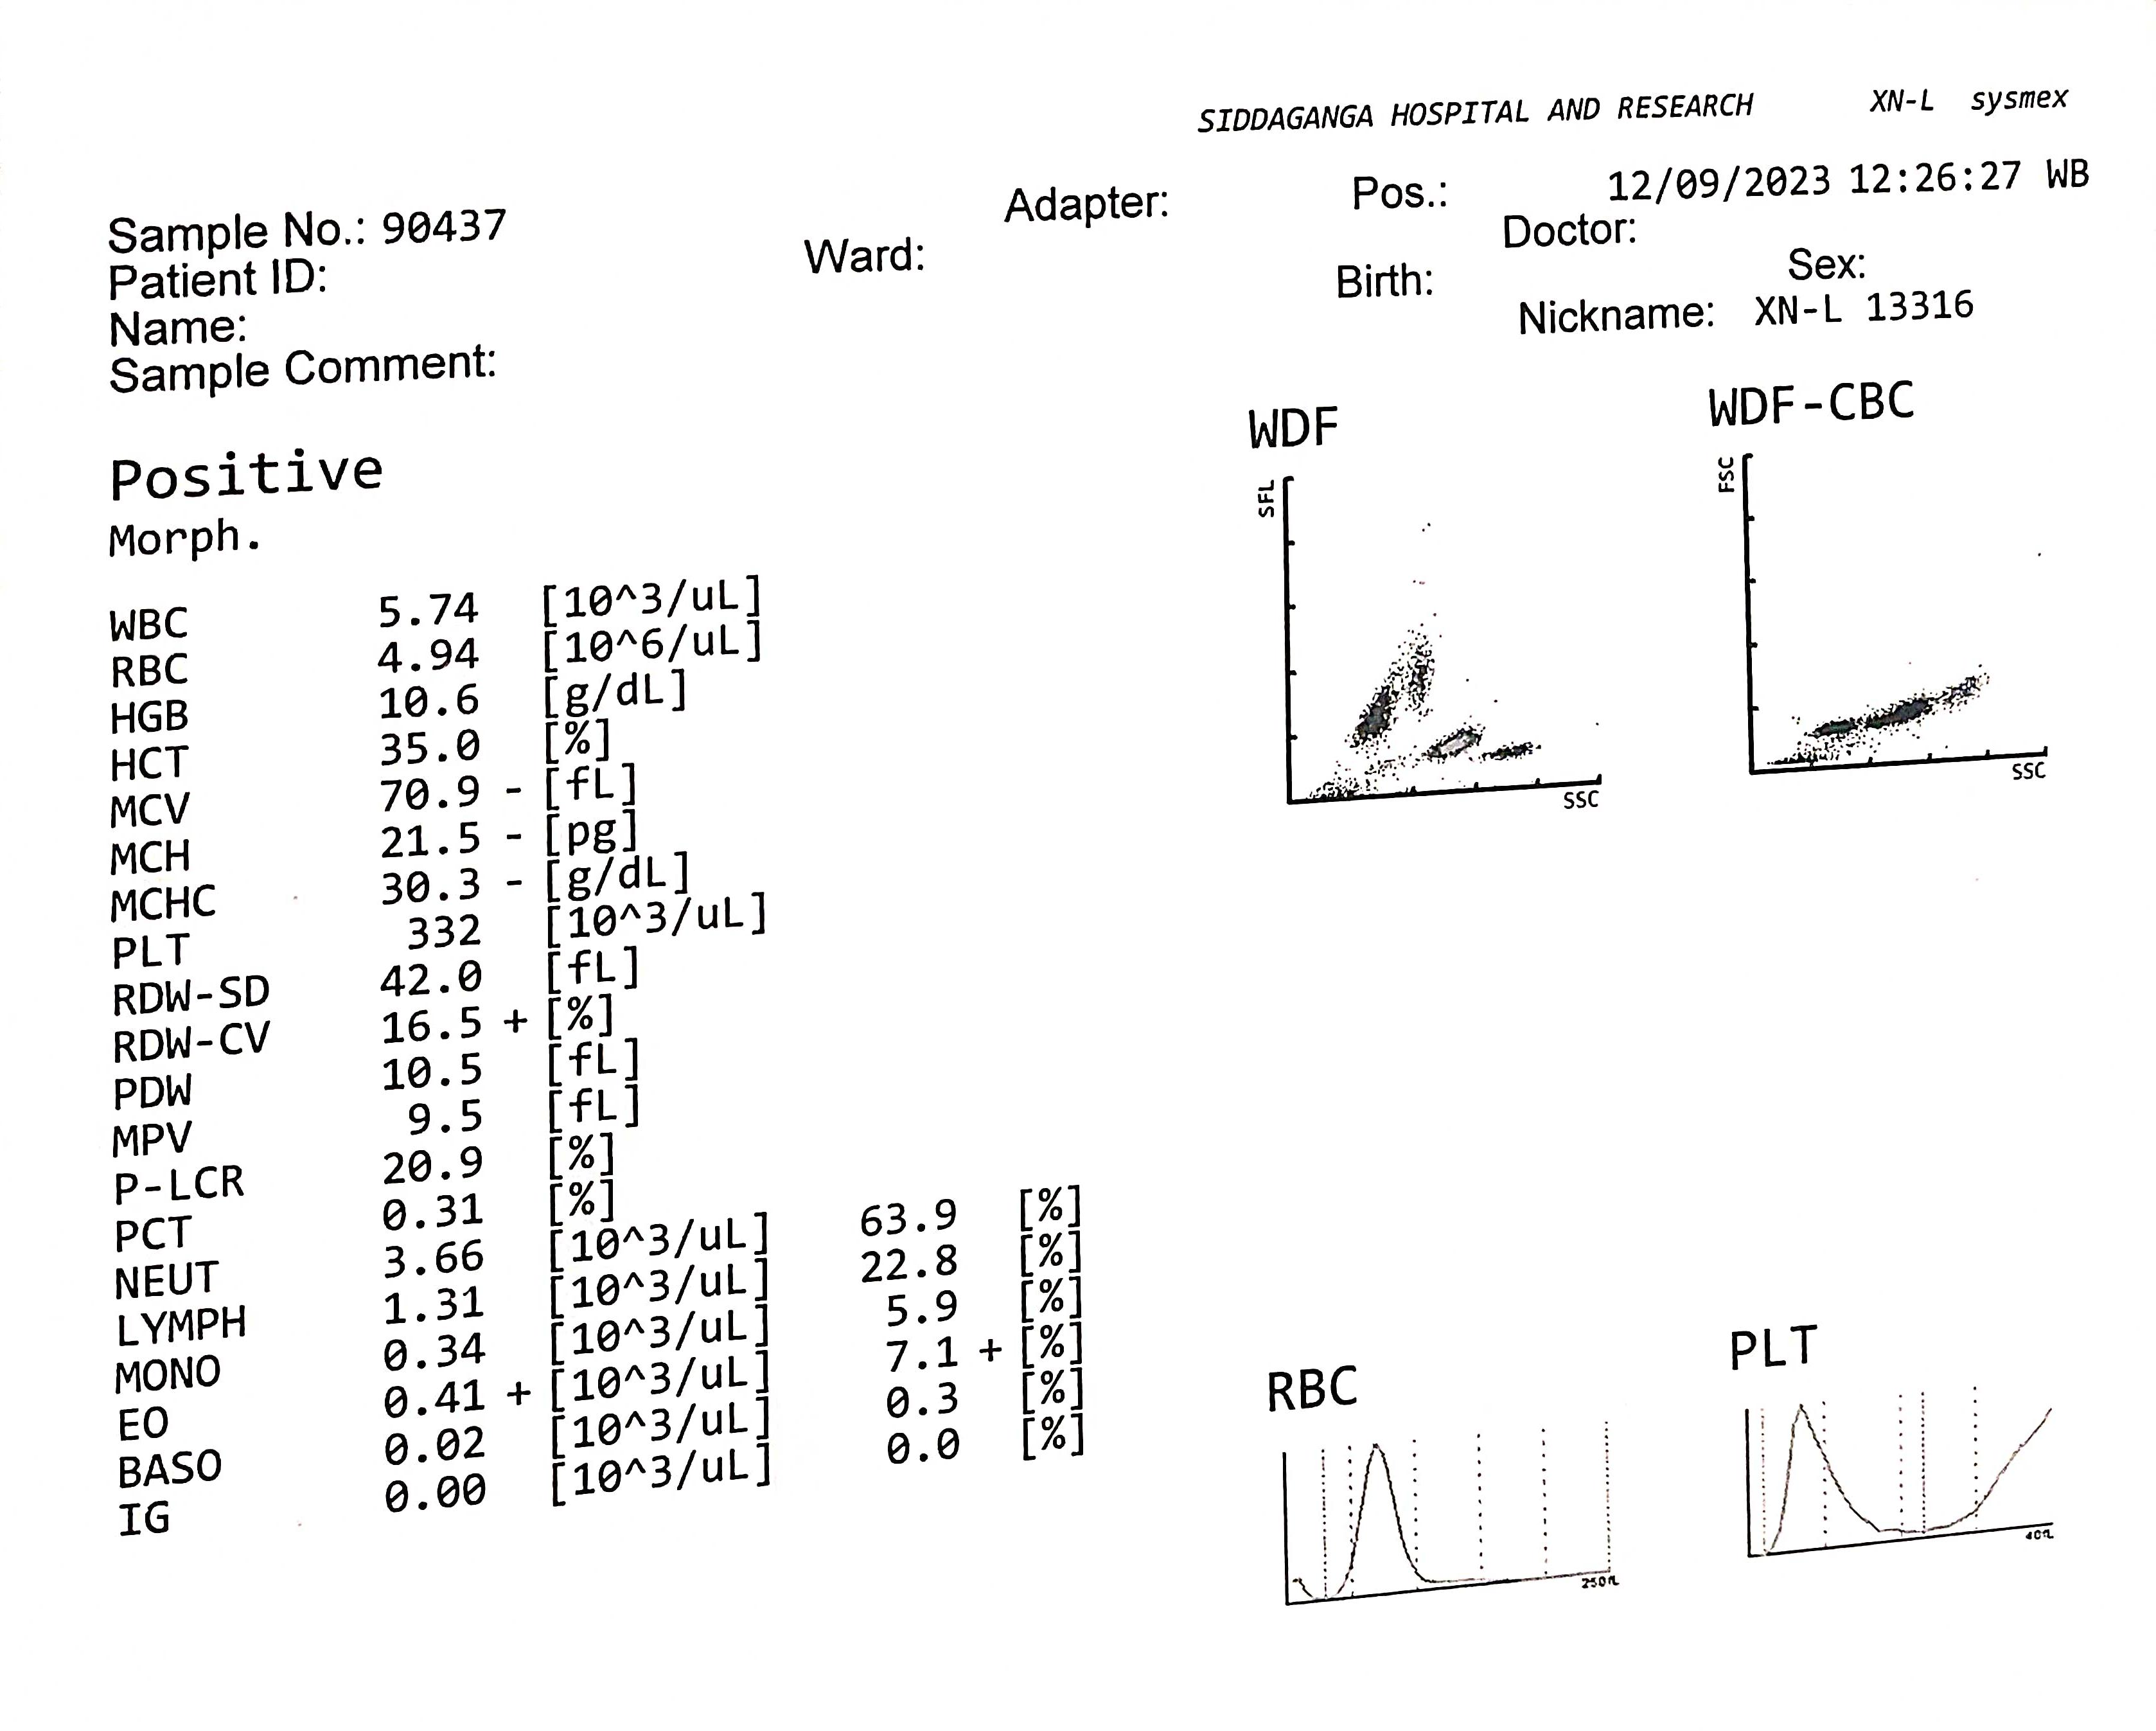 SIDDAGANGA HOSPITAL AND RESEARCH XN-L sysmex
Adapter: Pos.: 12/09/2023 12:26:27 WB
Sample No.: 90437 Ward: Doctor:
Patient ID: Birth: Sex:
Name: Nickname: XN-L 13316
Sample Comment:
Positive
Morph.
WDF WDF-CBC
SFL FSC
SSC SSC
WBC 5.74 [10^3/uL]
RBC 4.94 [10^6/uL]
HGB 10.6 [g/dL]
HCT 35.0 [%]
MCV 70.9 - [fL]
MCH 21.5 - [pg]
MCHC 30.3 - [g/dL]
PLT 332 [10^3/uL]
RDW-SD 42.0 [fL]
RDW-CV 16.5 + [%]
PDW 10.5 [fL]
MPV 9.5 [fL]
P-LCR 20.9 [%]
PCT 0.31 [%]
NEUT 3.66 [10^3/uL] 63.9 [%]
LYMPH 1.31 [10^3/uL] 22.8 [%]
MONO 0.34 [10^3/uL] 5.9 [%]
EO 0.41 + [10^3/uL] 7.1 + [%]
BASO 0.02 [10^3/uL] 0.3 [%]
IG 0.00 [10^3/uL] 0.0 [%]
RBC PLT
250fL 40fL